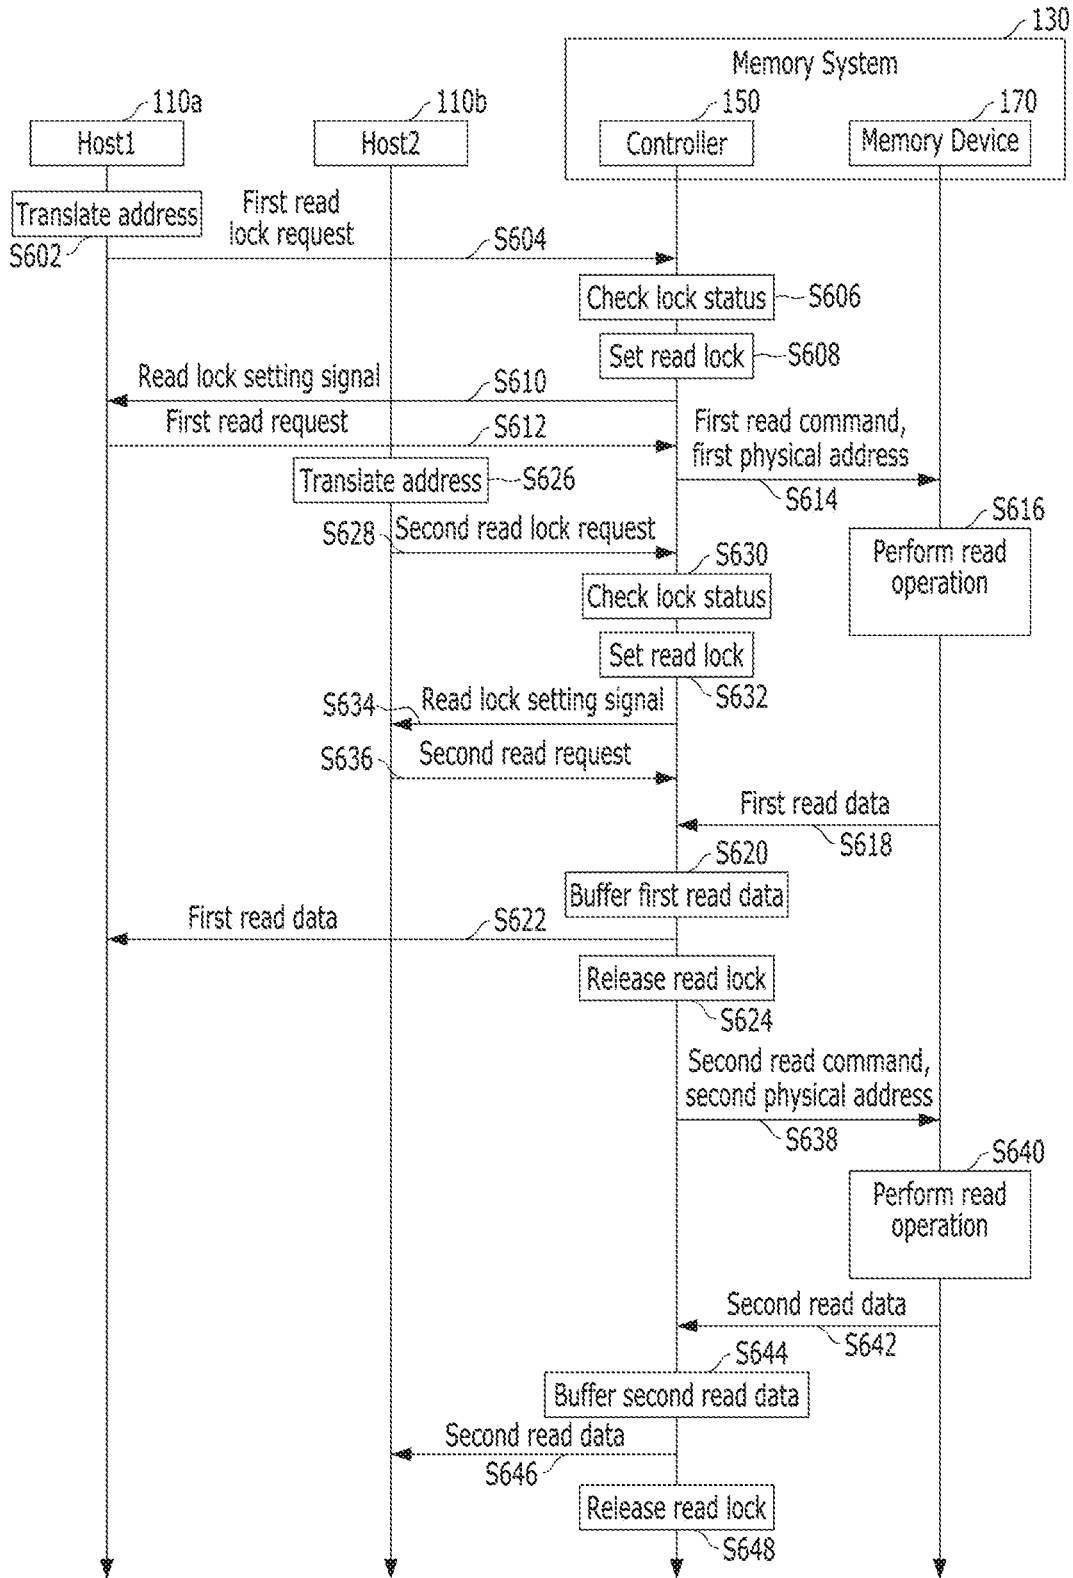 130
Memory System
110a
110b
150
170
Host1
Host2
Controller
Memory Device
Translate address
S602
First read
lock request
S604
Check lock status
S606
Set read lock
S608
Read lock setting signal
S610
First read request
S612
First read command,
first physical address
S614
Translate address
S626
S616
Perform read
operation
S628
Second read lock request
S630
Check lock status
Set read lock
S632
S634
Read lock setting signal
S636
Second read request
First read data
S618
S620
Buffer first read data
First read data
S622
Release read lock
S624
Second read command,
second physical address
S638
S640
Perform read
operation
Second read data
S642
S644
Buffer second read data
Second read data
S646
Release read lock
S648